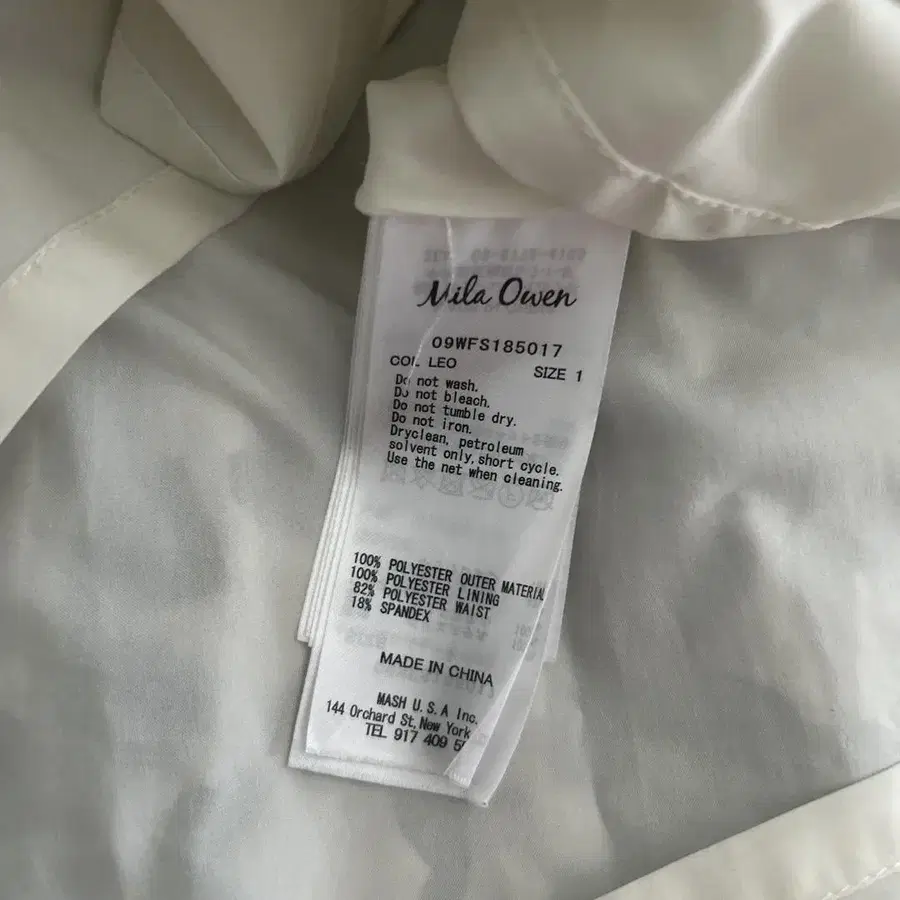 Mila Owen
09WFS185017
COL LEO SIZE 1
Do not wash.
Do not bleach.
Do not tumble dry.
Do not iron.
Dryclean, petroleum
solvent only, short cycle.
Use the net when cleaning.
100% POLYESTER OUTER MATERIAL
100% POLYESTER LINING
82% POLYESTER WAIST
18% SPANDEX
MADE IN CHINA
MASH U.S.A Inc.
144 Orchard St, New York
TEL 917 409